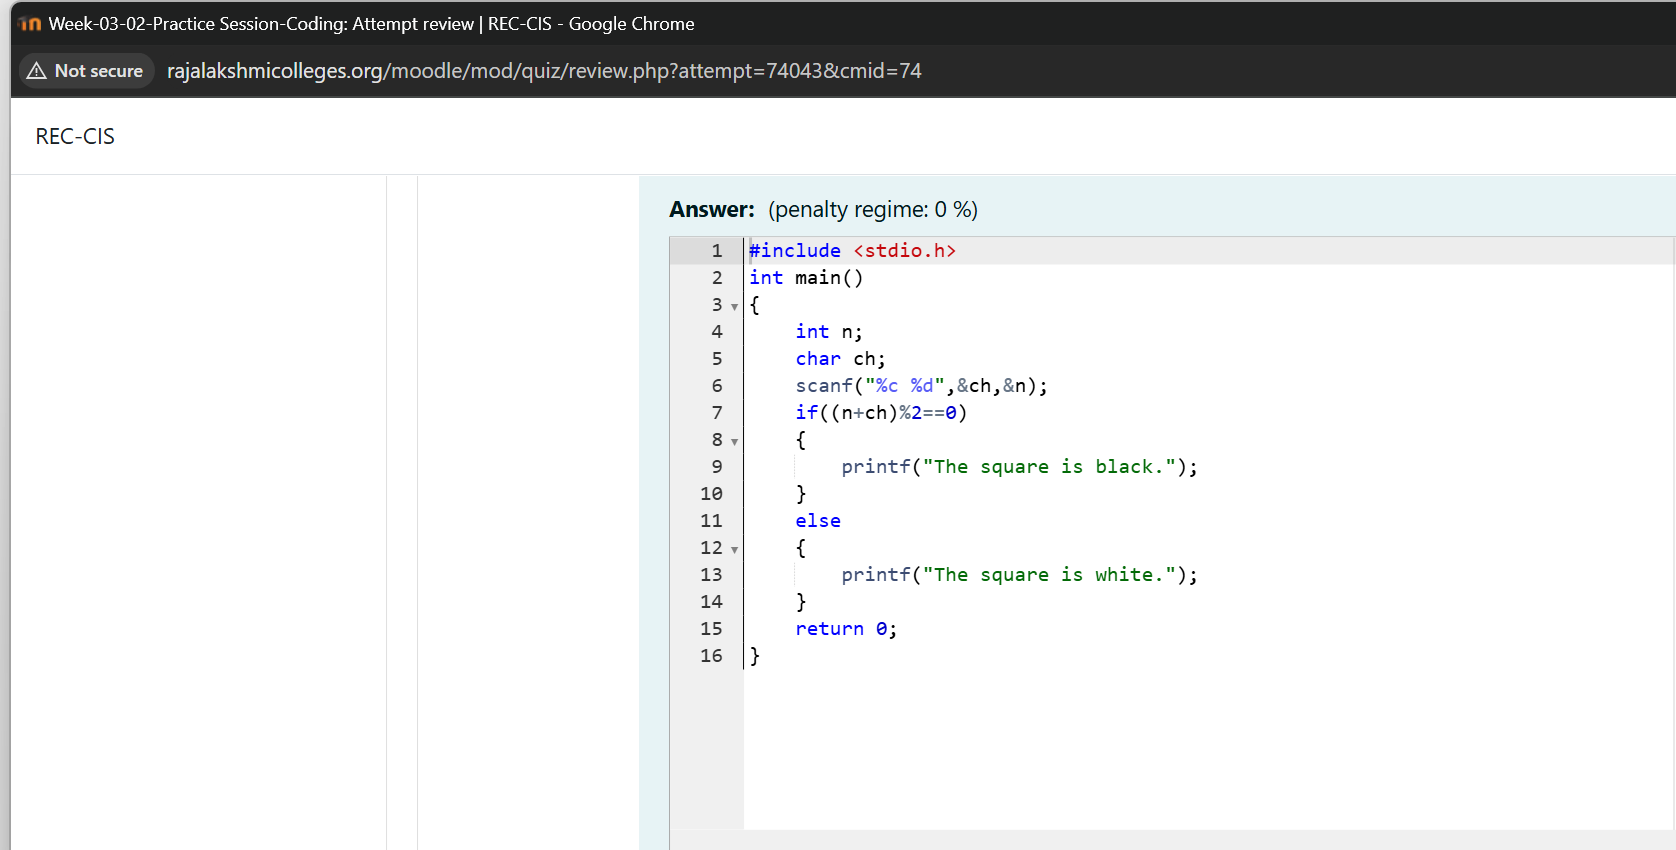 Week-03-02-Practice Session-Coding: Attempt review | REC-CIS - Google Chrome
Not secure rajalakshmicolleges.org/moodle/mod/quiz/review.php?attempt=74043&cmid=74
REC-CIS
Answer: (penalty regime: 0 %)
1 #include <stdio.h>
2 int main()
3 {
4     int n;
5     char ch;
6     scanf("%c %d",&ch,&n);
7     if((n+ch)%2==0)
8     {
9         printf("The square is black.");
10     }
11     else
12     {
13         printf("The square is white.");
14     }
15     return 0;
16 }